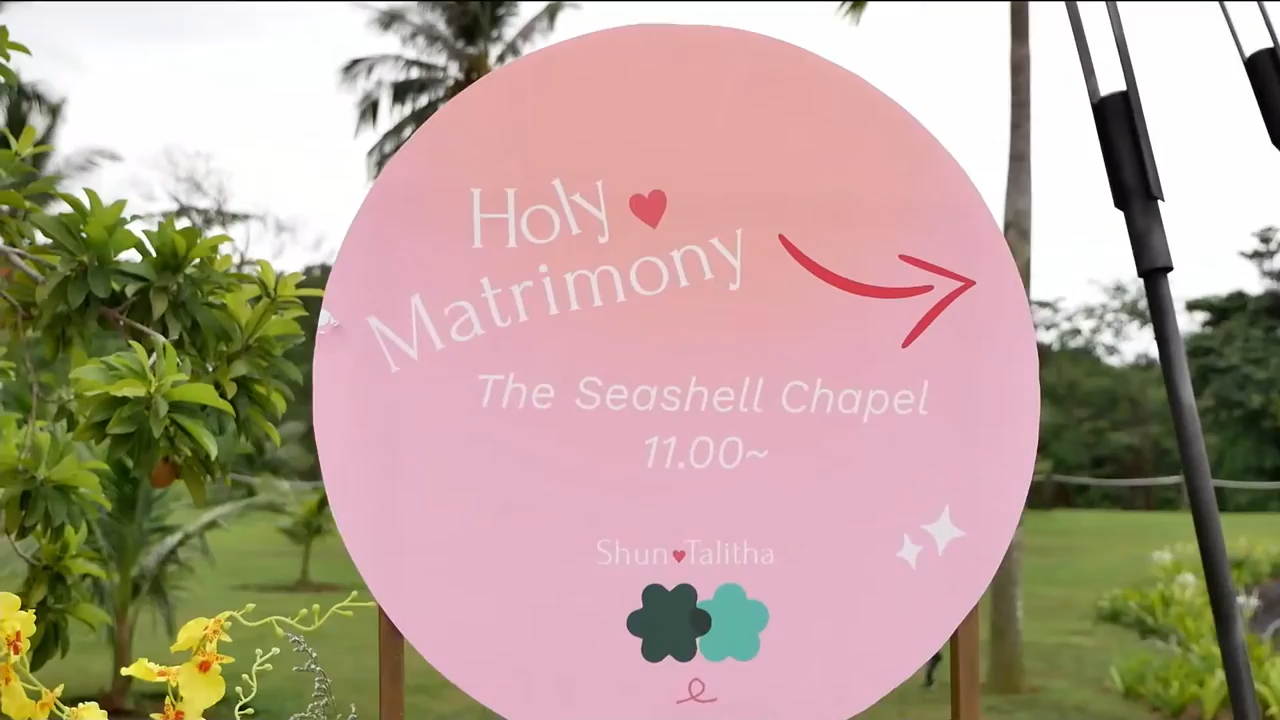 Holy
Matrimony
The Seashell Chapel
11.00~
Shun♥Talitha